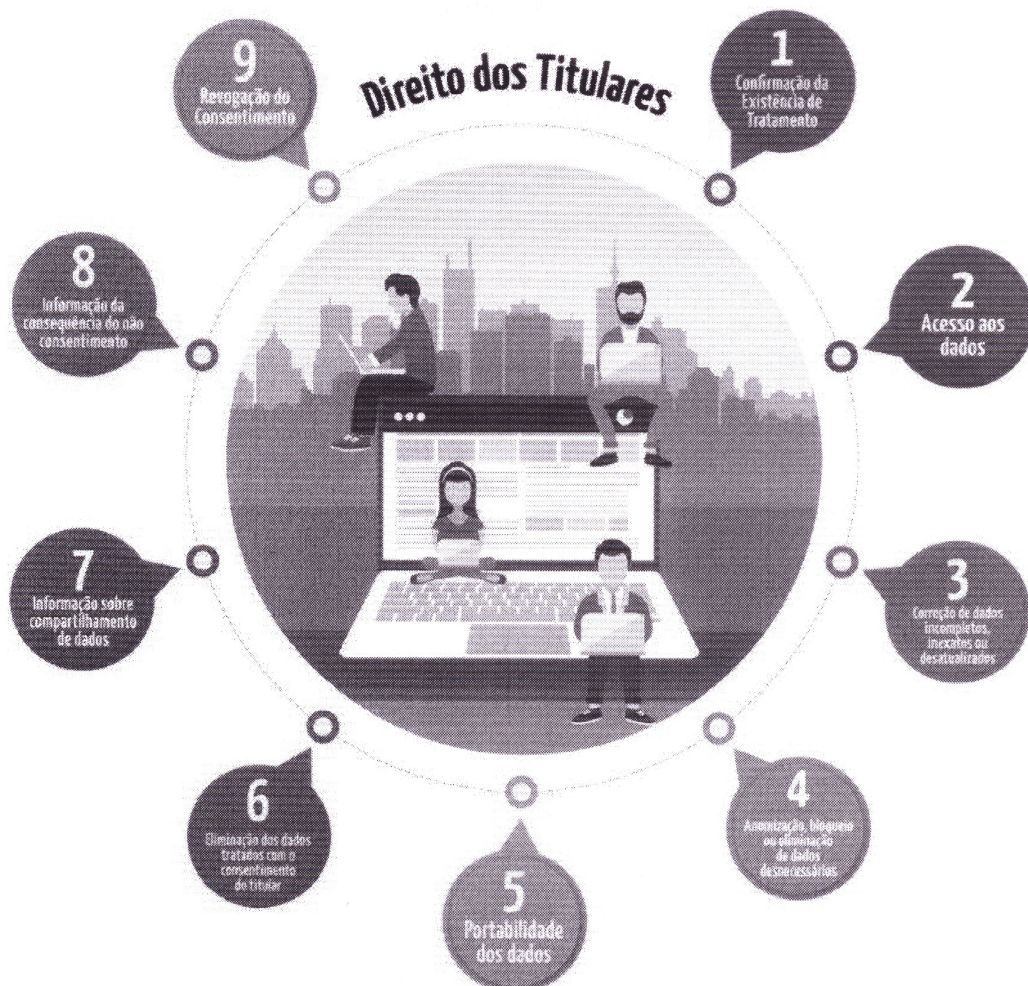 Direito dos Titulares
1
Confirmação da
Existência de
Tratamento
2
Acesso aos
dados
3
Correção de dados
incompletos,
inexatos ou
desatualizados
4
Anonização, bloqueio
ou eliminação
de dados
desnecessários
5
Portabilidade
dos dados
6
Eliminação dos dados
tratados com o
consentimento
do titular
7
Informação sobre
compartilhamento
de dados
8
Informação da
consequência do não
consentimento
9
Revogação do
Consentimento